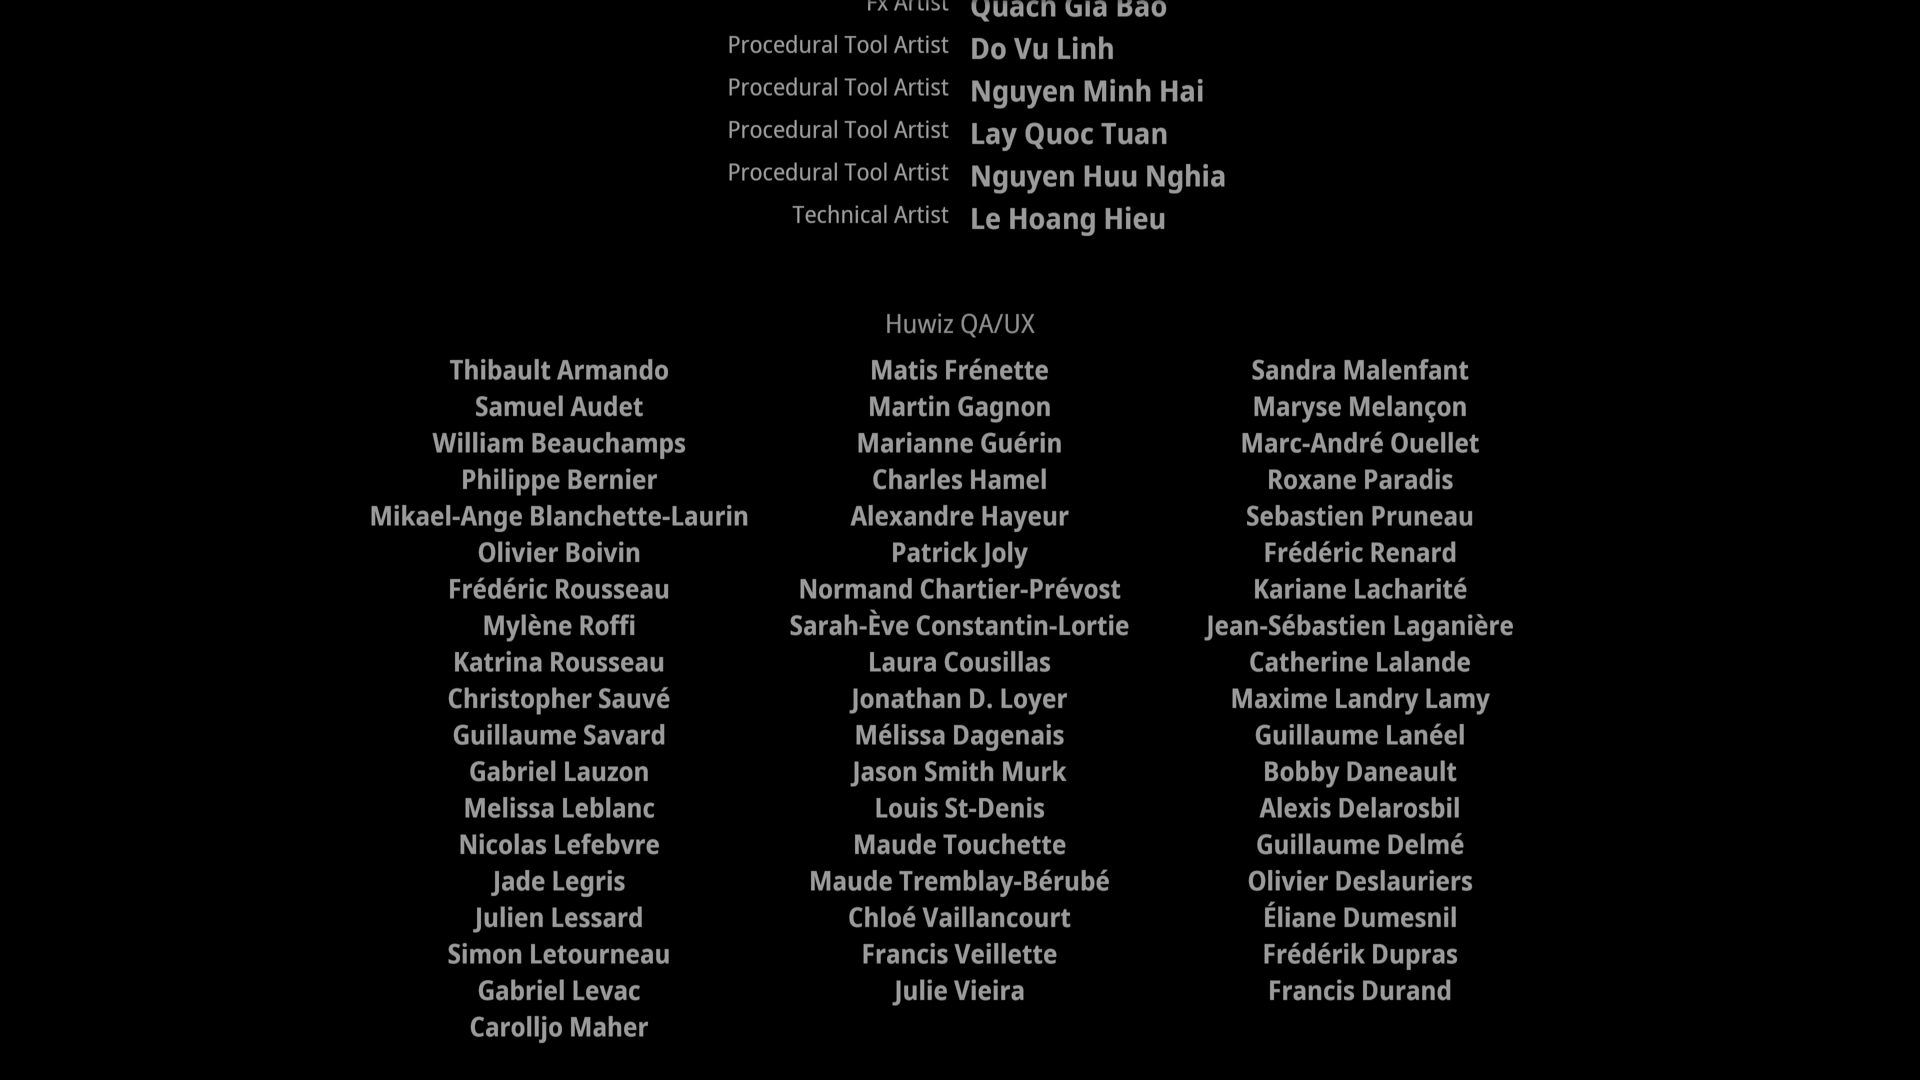 Fx Artist Quach Gia Bao
Procedural Tool Artist Do Vu Linh
Procedural Tool Artist Nguyen Minh Hai
Procedural Tool Artist Lay Quoc Tuan
Procedural Tool Artist Nguyen Huu Nghia
Technical Artist Le Hoang Hieu
Huwiz QA/UX
Thibault Armando Matis Frénette Sandra Malenfant
Samuel Audet Martin Gagnon Maryse Melançon
William Beauchamps Marianne Guérin Marc-André Ouellet
Philippe Bernier Charles Hamel Roxane Paradis
Mikael-Ange Blanchette-Laurin Alexandre Hayeur Sebastien Pruneau
Olivier Boivin Patrick Joly Frédéric Renard
Frédéric Rousseau Normand Chartier-Prévost Kariane Lacharité
Mylène Roffi Sarah-Ève Constantin-Lortie Jean-Sébastien Laganière
Katrina Rousseau Laura Cousillas Catherine Lalande
Christopher Sauvé Jonathan D. Loyer Maxime Landry Lamy
Guillaume Savard Mélissa Dagenais Guillaume Lanéel
Gabriel Lauzon Jason Smith Murk Bobby Daneault
Melissa Leblanc Louis St-Denis Alexis Delarosbil
Nicolas Lefebvre Maude Touchette Guillaume Delmé
Jade Legris Maude Tremblay-Bérubé Olivier Deslauriers
Julien Lessard Chloé Vaillancourt Éliane Dumesnil
Simon Letourneau Francis Veillette Frédérik Dupras
Gabriel Levac Julie Vieira Francis Durand
Carolljo Maher